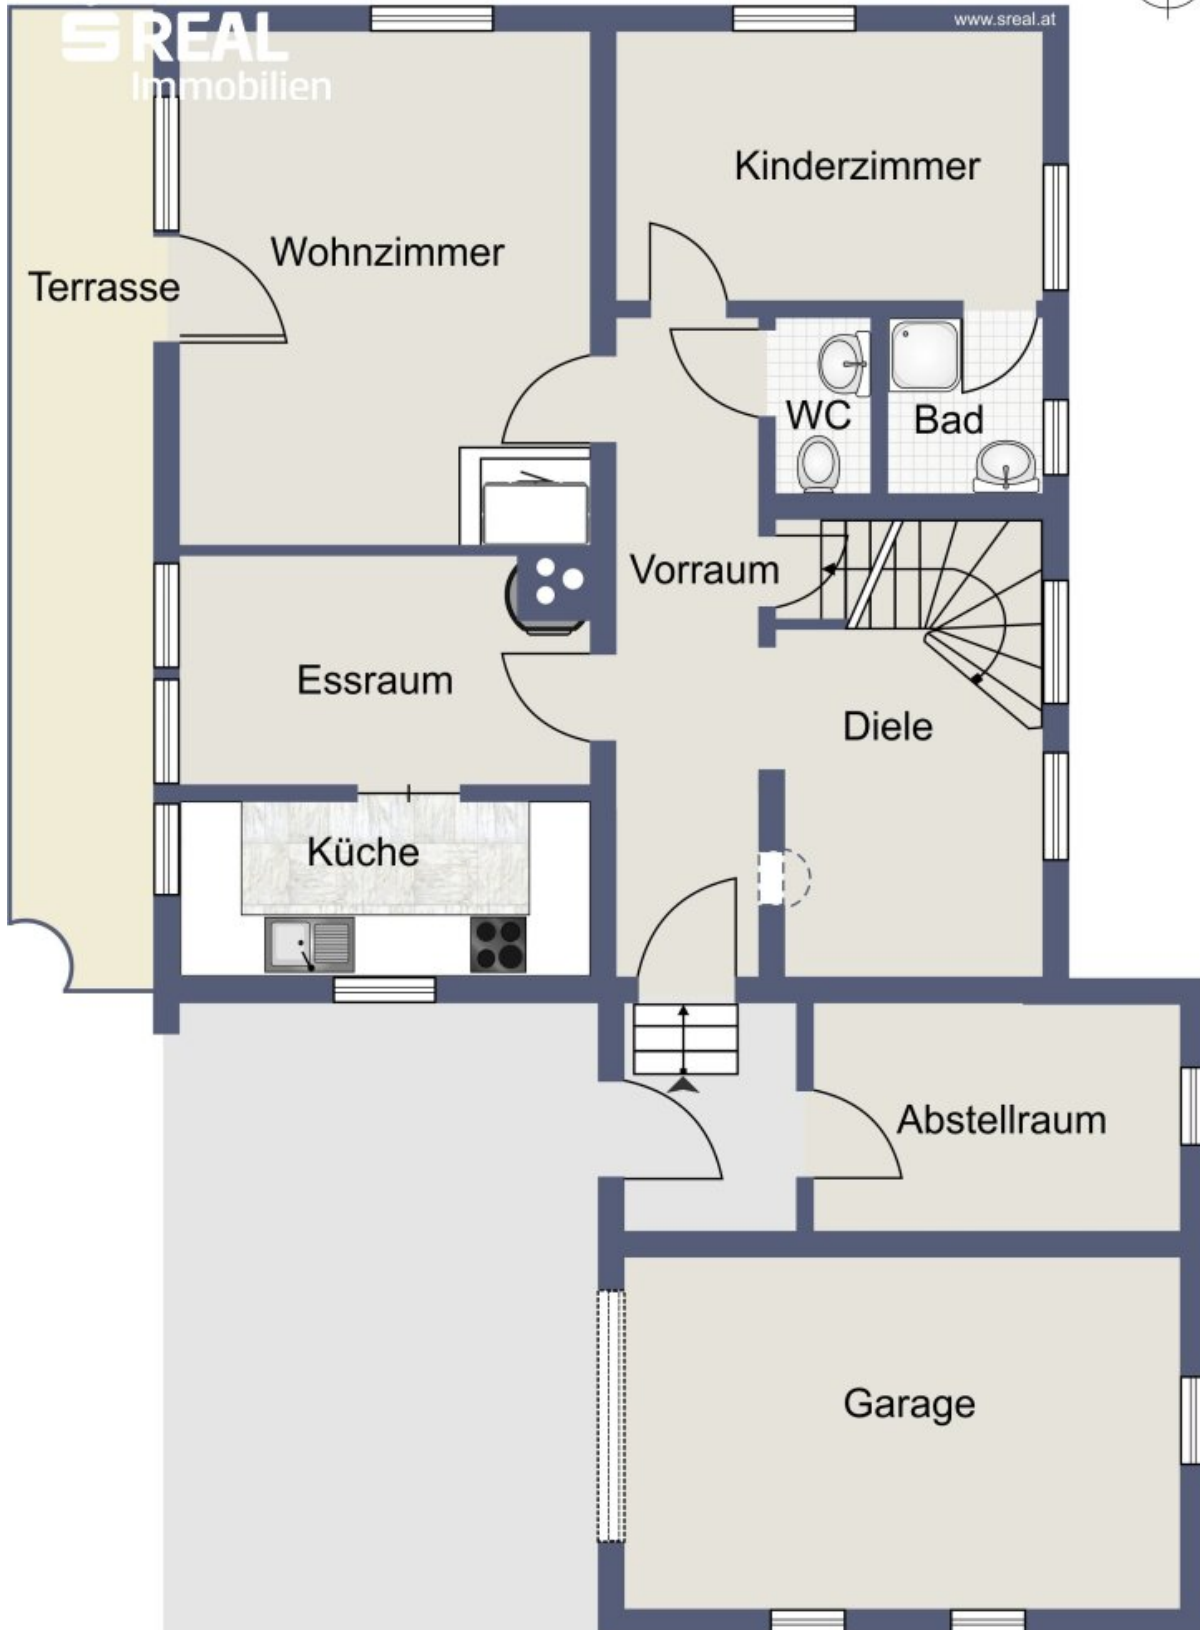 S REAL
Immobilien
www.sreal.at
Kinderzimmer
Wohnzimmer
Terrasse
WC
Bad
Vorraum
Essraum
Diele
Küche
Abstellraum
Garage